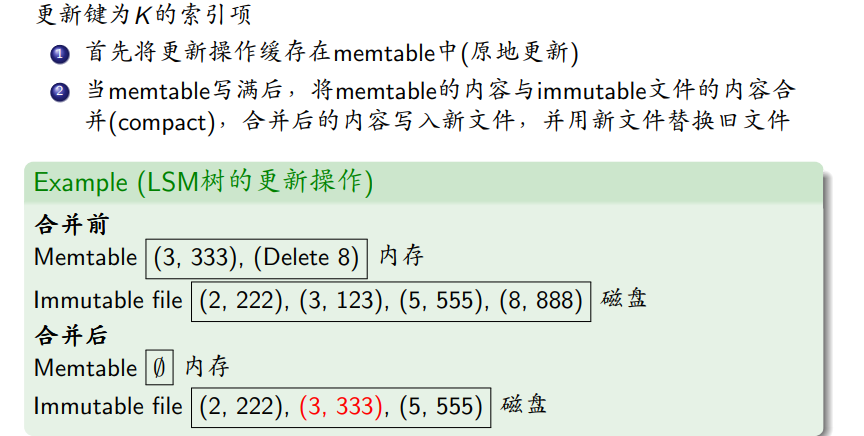 更新键为K的索引项
1 首先将更新操作缓存在memtable中(原地更新)
2 当memtable写满后，将memtable的内容与immutable文件的内容合
并(compact)，合并后的内容写入新文件，并用新文件替换旧文件
Example (LSM树的更新操作)
合并前
Memtable (3, 333), (Delete 8) 内存
Immutable file (2, 222), (3, 123), (5, 555), (8, 888) 磁盘
合并后
Memtable ∅ 内存
Immutable file (2, 222), (3, 333), (5, 555) 磁盘